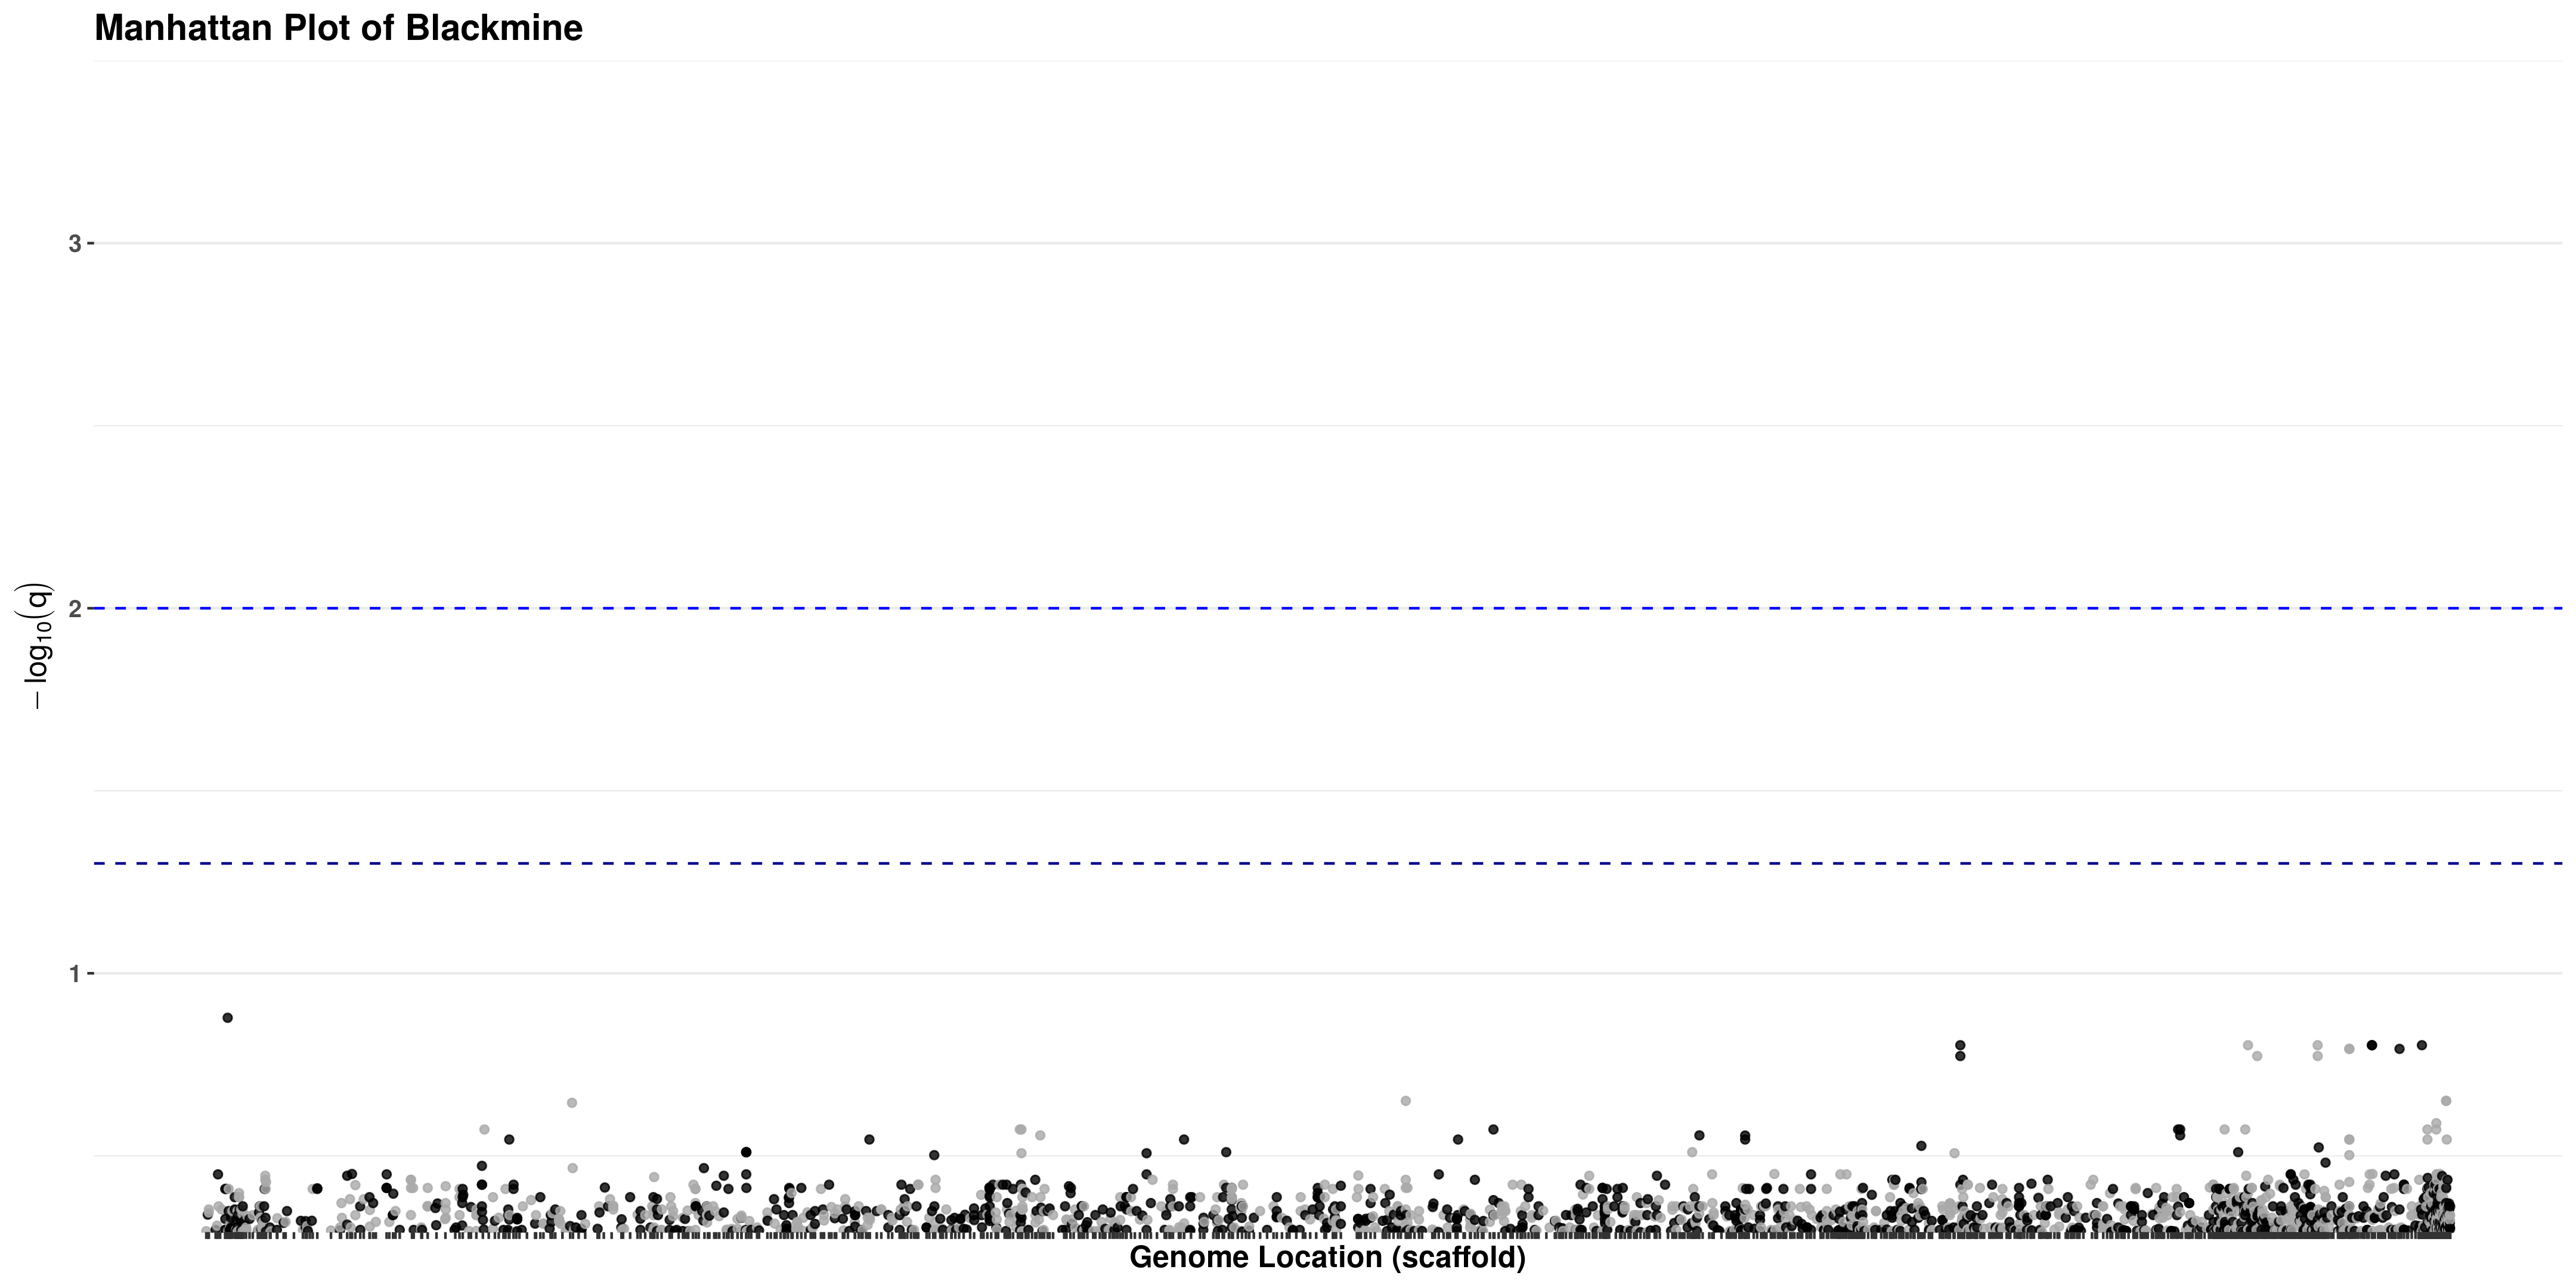 Manhattan Plot of Blackmine
3
2
1
−log10(q)
Genome Location (scaffold)